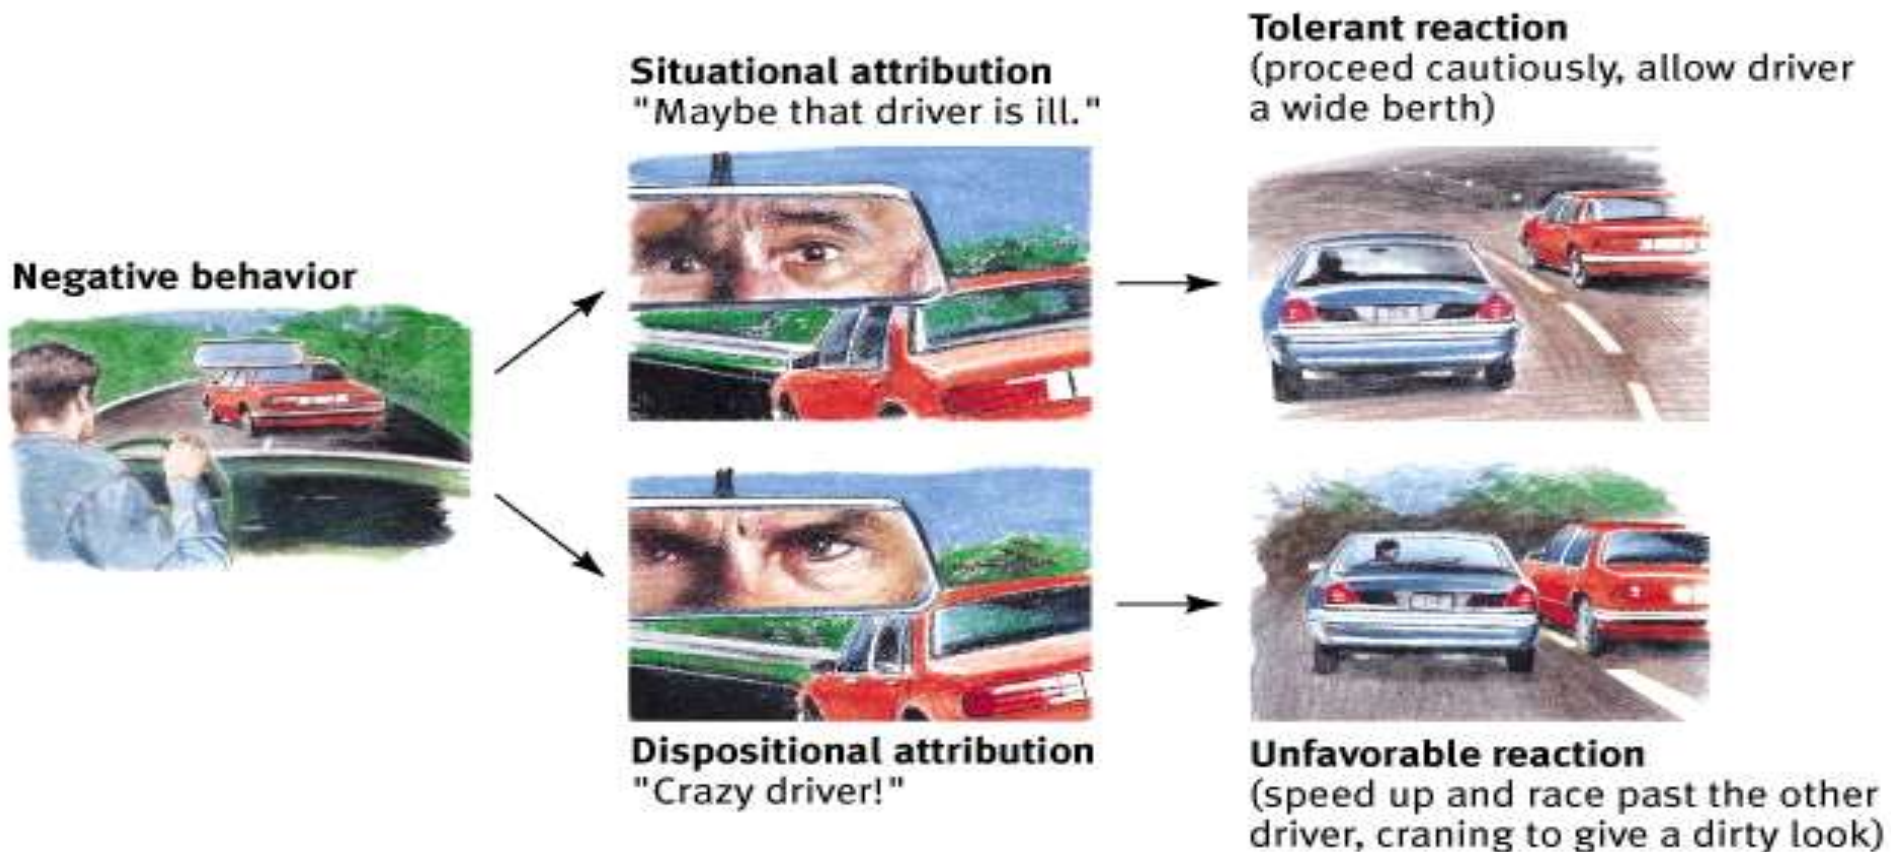 Negative behavior
Situational attribution
"Maybe that driver is ill."
Tolerant reaction
(proceed cautiously, allow driver
a wide berth)
Dispositional attribution
"Crazy driver!"
Unfavorable reaction
(speed up and race past the other
driver, craning to give a dirty look)